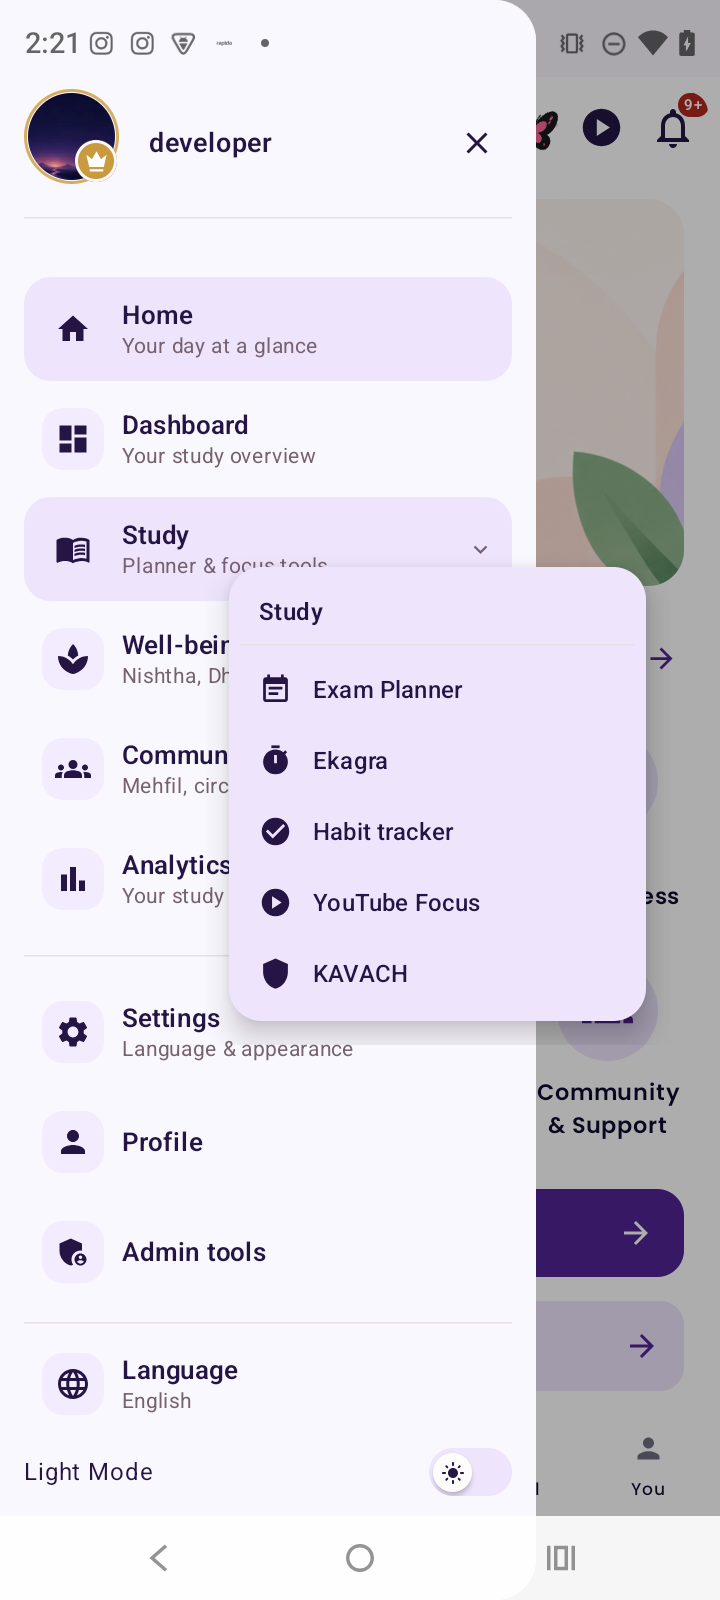 2:21
rapido
developer
9+
Home
Your day at a glance
Dashboard
Your study overview
Study
Planner & focus tools
Study
Well-bein
Nishtha, Dh
Exam Planner
Ekagra
Commun
Mehfil, circ
Habit tracker
Analytics
Your study
YouTube Focus
ess
KAVACH
Settings
Language & appearance
Community
& Support
Profile
Admin tools
Language
English
Light Mode
You